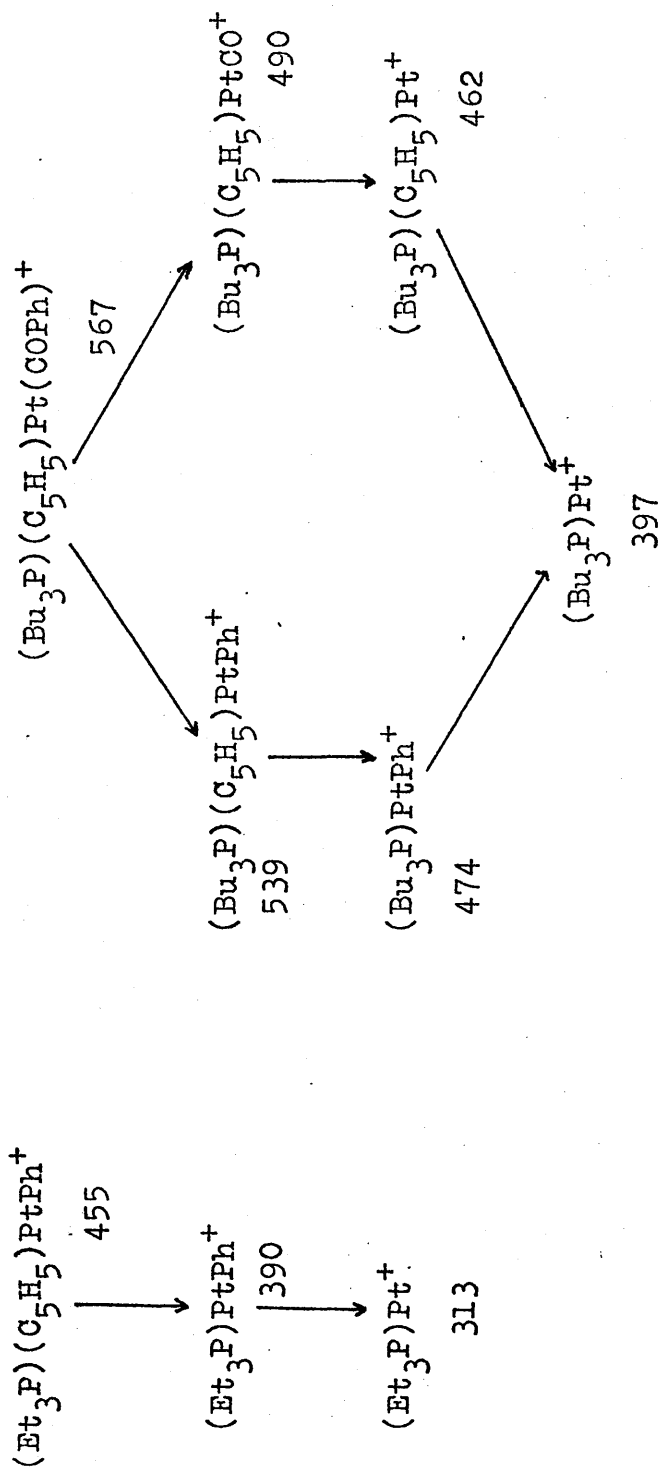 (Et₃P)(C₅H₅)PtPh⁺
455
(Et₃P)PtPh⁺
390
(Et₃P)Pt⁺
313
(Bu₃P)(C₅H₅)Pt(COPh)⁺
567
(Bu₃P)(C₅H₅)PtPh⁺
539
(Bu₃P)PtPh⁺
474
(Bu₃P)(C₅H₅)PtCO⁺
490
(Bu₃P)(C₅H₅)Pt⁺
462
(Bu₃P)Pt⁺
397